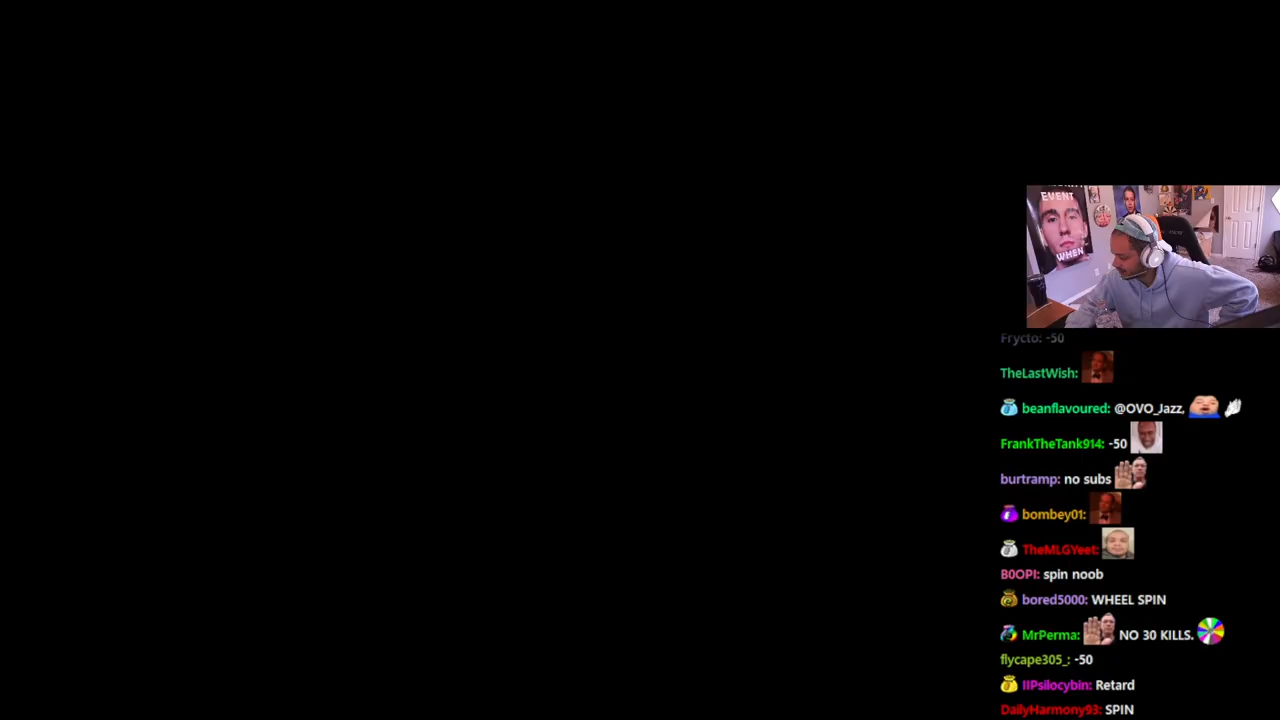 EVENT
WHEN
Frycto: -50
TheLastWish:
beanflavoured: @OVO_Jazz,
FrankTheTank914: -50
burtramp: no subs
bombey01:
TheMLGYeet:
B0OPI: spin noob
bored5000: WHEEL SPIN
MrPerma: NO 30 KILLS.
flycape305_: -50
IIPsilocybin: Retard
DailyHarmony93: SPIN